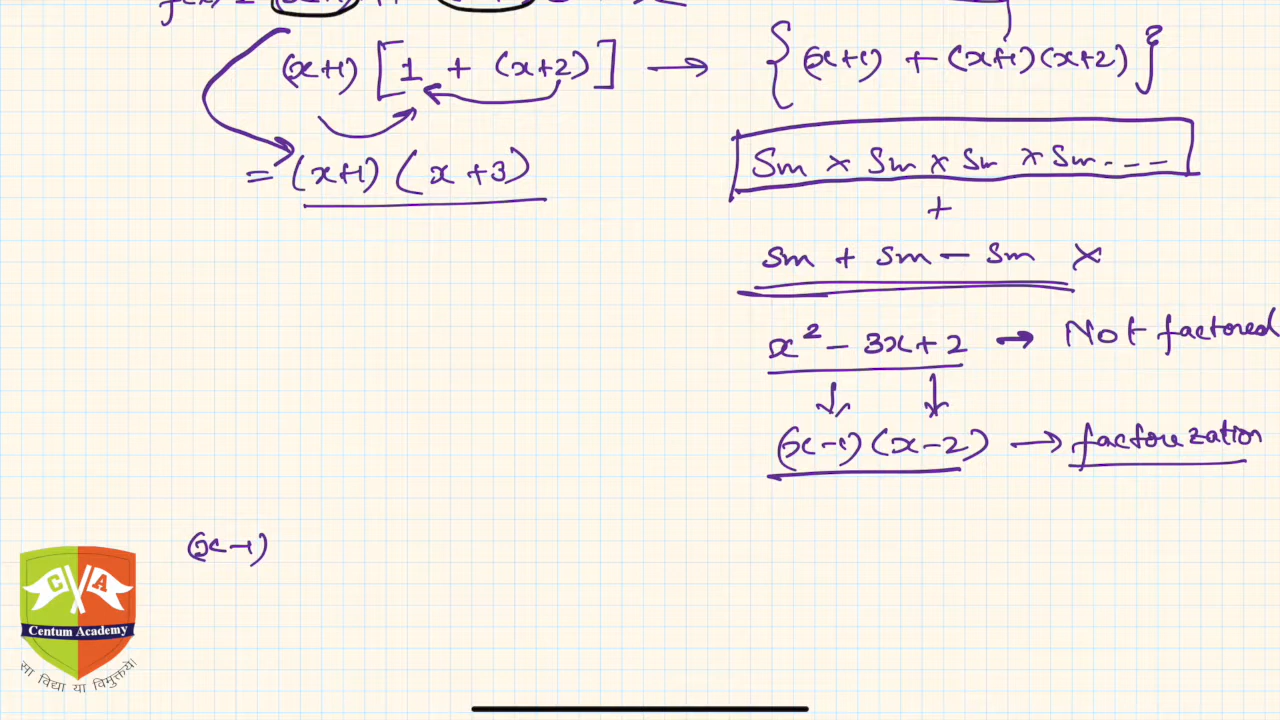 (x+1) [1 + (x+2)] → {(x+1) + (x+1)(x+2)}
= (x+1) (x+3)
Sm × Sm × Sm × Sm. - - -
+
Sm + Sm - Sm ×
x² - 3x + 2 → Not factored
↓ ↓
(x-1)(x-2) → factorization
(x-1)
C A
Centum Academy
सा विद्या या विमुक्तये।